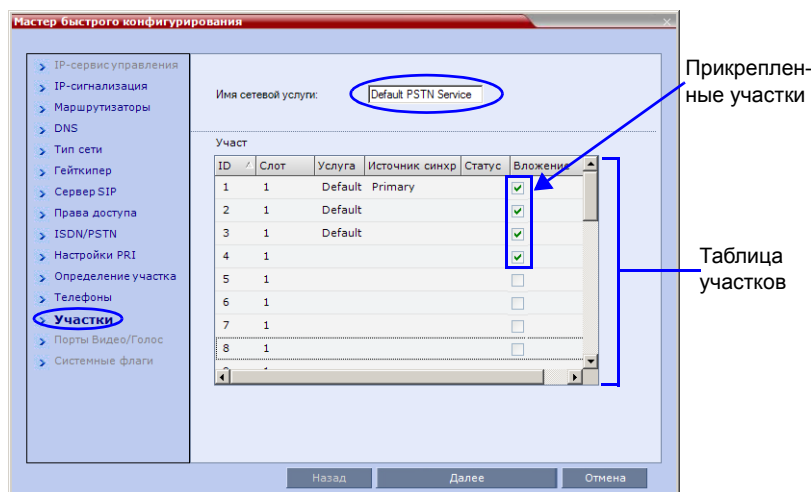 Мастер быстрого конфигурирования
IP-сервис управления
IP-сигнализация
Маршрутизаторы
DNS
Тип сети
Гейткипер
Сервер SIP
Права доступа
ISDN/PSTN
Настройки PRI
Определение участка
Телефоны
Участки
Порты Видео/Голос
Системные флаги
Имя сетевой услуги: Default PSTN Service
Участ
ID Слот Услуга Источник синхр Статус Вложение
1 1 Default Primary
2 1 Default
3 1 Default
4 1
5 1
6 1
7 1
8 1
Назад Далее Отмена
Прикреплен-
ные участки
Таблица
участков